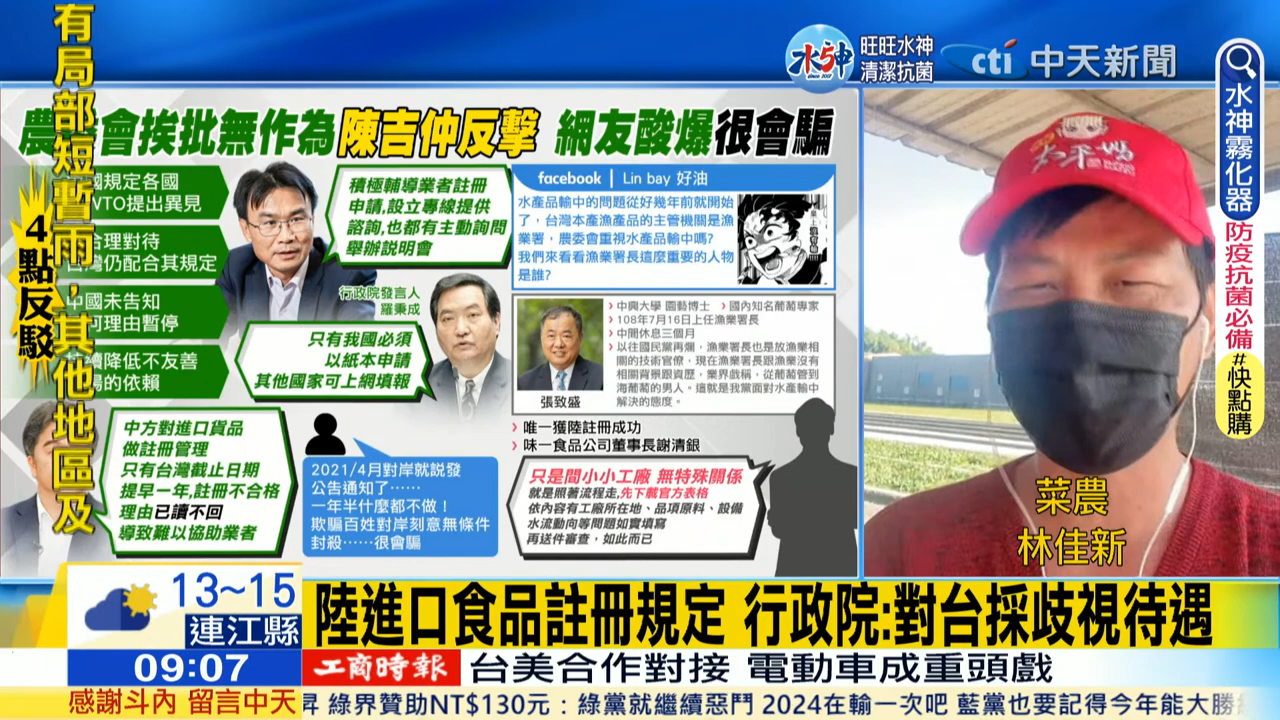 有局部短暫雨，其他地區及
水神
since 2007
旺旺水神
清潔抗菌
cti 中天新聞
水神霧化器
防疫抗菌必備
#快點購
農 會挨批無作為陳吉仲反擊 網友酸爆很會騙
4點反駁
國規定各國
WTO提出異見
合理對待
台灣仍配合其規定
中國未告知
何理由暫停
續降低不友善
場的依賴
積極輔導業者註冊
申請,設立專線提供
諮詢,也都有主動詢問
舉辦說明會
行政院發言人
羅秉成
只有我國必須
以紙本申請
其他國家可上網填報
中方對進口貨品
做註冊管理
只有台灣截止日期
提早一年,註冊不合格
理由已讀不回
導致難以協助業者
2021/4月對岸就説發
公告通知了⋯⋯
一年半什麼都不做！
欺騙百姓對岸刻意無條件
封殺⋯⋯很會騙
facebook | Lin bay 好油
水產品輸中的問題從好幾年前就開始
了，台灣本產漁產品的主管機關是漁
業署，農委會重視水產品輸中嗎?
我們來看看漁業署長這麼重要的人物
是誰?
中興大學 園藝博士 › 國內知名葡萄專家
› 108年7月16日上任漁業署長
› 中間休息三個月
› 以往國民黨再爛，漁業署長也是放漁業相
關的技術官僚，現在漁業署長跟漁業沒有
相關背景跟資歷，業界戲稱，從葡萄管到
海葡萄的男人。這就是我黨面對水產輸中
解決的態度。
張致盛
› 唯一獲陸註冊成功
› 味一食品公司董事長謝清銀
只是間小小工廠 無特殊關係
就是照著流程走,先下載官方表格
依內容有工廠所在地、品項原料、設備
水流動向等問題如實填寫
再送件審查，如此而已
太平媽
菜農
林佳新
13~15
連江縣
陸進口食品註冊規定 行政院:對台採歧視待遇
09:07
工商時報
台美合作對接 電動車成重頭戲
感謝斗內 留言中天
昇 綠界贊助NT$130元：綠黨就繼續惡鬥 2024在輸一次吧 藍黨也要記得今年能大勝